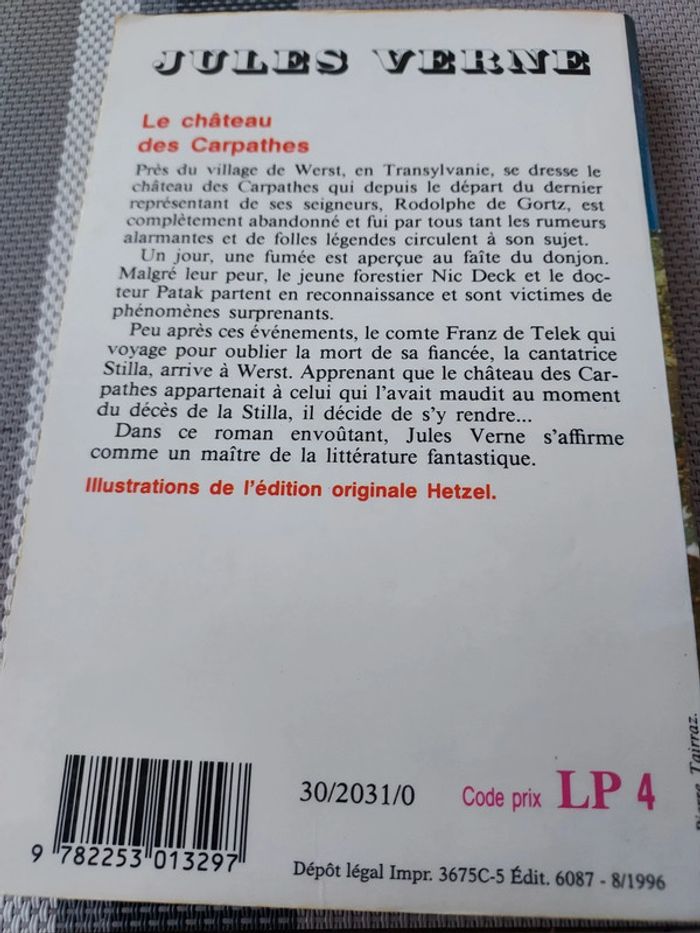 JULES VERNE
Le château
des Carpathes
Près du village de Werst, en Transylvanie, se dresse le
château des Carpathes qui depuis le départ du dernier
représentant de ses seigneurs, Rodolphe de Gortz, est
complètement abandonné et fui par tous tant les rumeurs
alarmantes et de folles légendes circulent à son sujet.
Un jour, une fumée est aperçue au faîte du donjon.
Malgré leur peur, le jeune forestier Nic Deck et le doc-
teur Patak partent en reconnaissance et sont victimes de
phénomènes surprenants.
Peu après ces événements, le comte Franz de Telek qui
voyage pour oublier la mort de sa fiancée, la cantatrice
Stilla, arrive à Werst. Apprenant que le château des Car-
pathes appartenait à celui qui l'avait maudit au moment
du décès de la Stilla, il décide de s'y rendre...
Dans ce roman envoûtant, Jules Verne s'affirme
comme un maître de la littérature fantastique.
Illustrations de l'édition originale Hetzel.
30/2031/0
Code prix LP 4
9 782253 013297
Dépôt légal Impr. 3675C-5 Édit. 6087 - 8/1996
Pierre Tairraz.